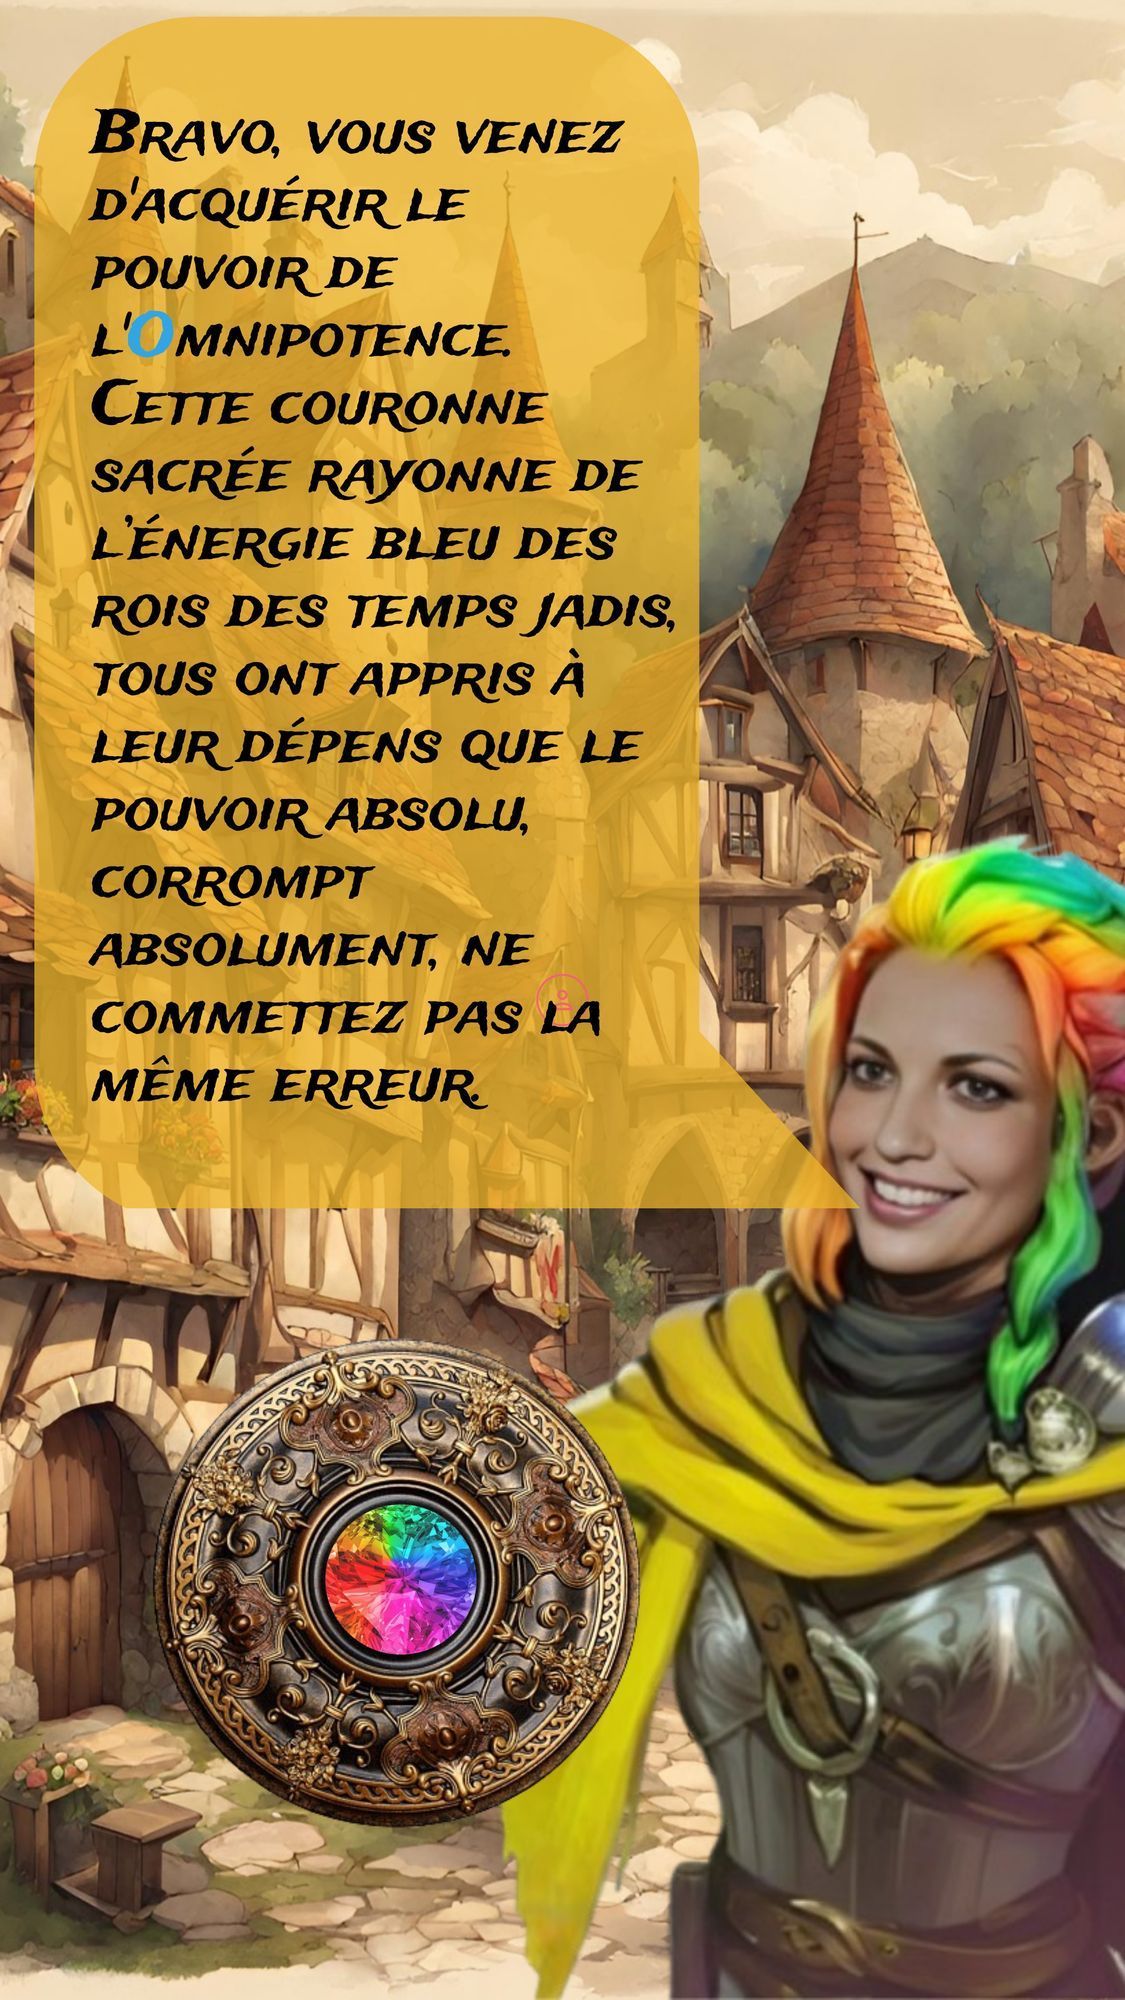 Bravo, vous venez
d'acquérir le
pouvoir de
l'Omnipotence.
Cette couronne
sacrée rayonne de
l'énergie bleu des
rois des temps jadis,
tous ont appris à
leur dépens que le
pouvoir absolu,
corrompt
absolument, ne
commettez pas la
même erreur.